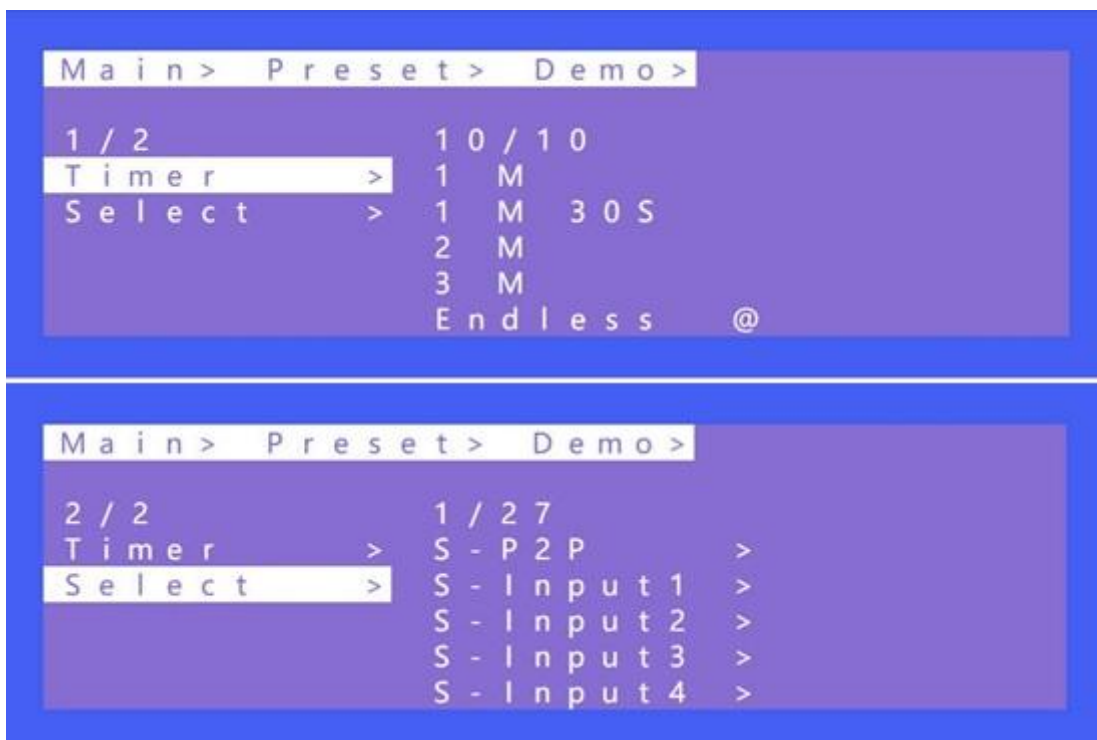 Main> Preset> Demo>
1/2 10/10
Timer > 1 M
Select > 1 M 30S
2 M
3 M
Endless @
Main> Preset> Demo>
2/2 1/27
Timer > S-P2P >
Select > S-Input1 >
S-Input2 >
S-Input3 >
S-Input4 >